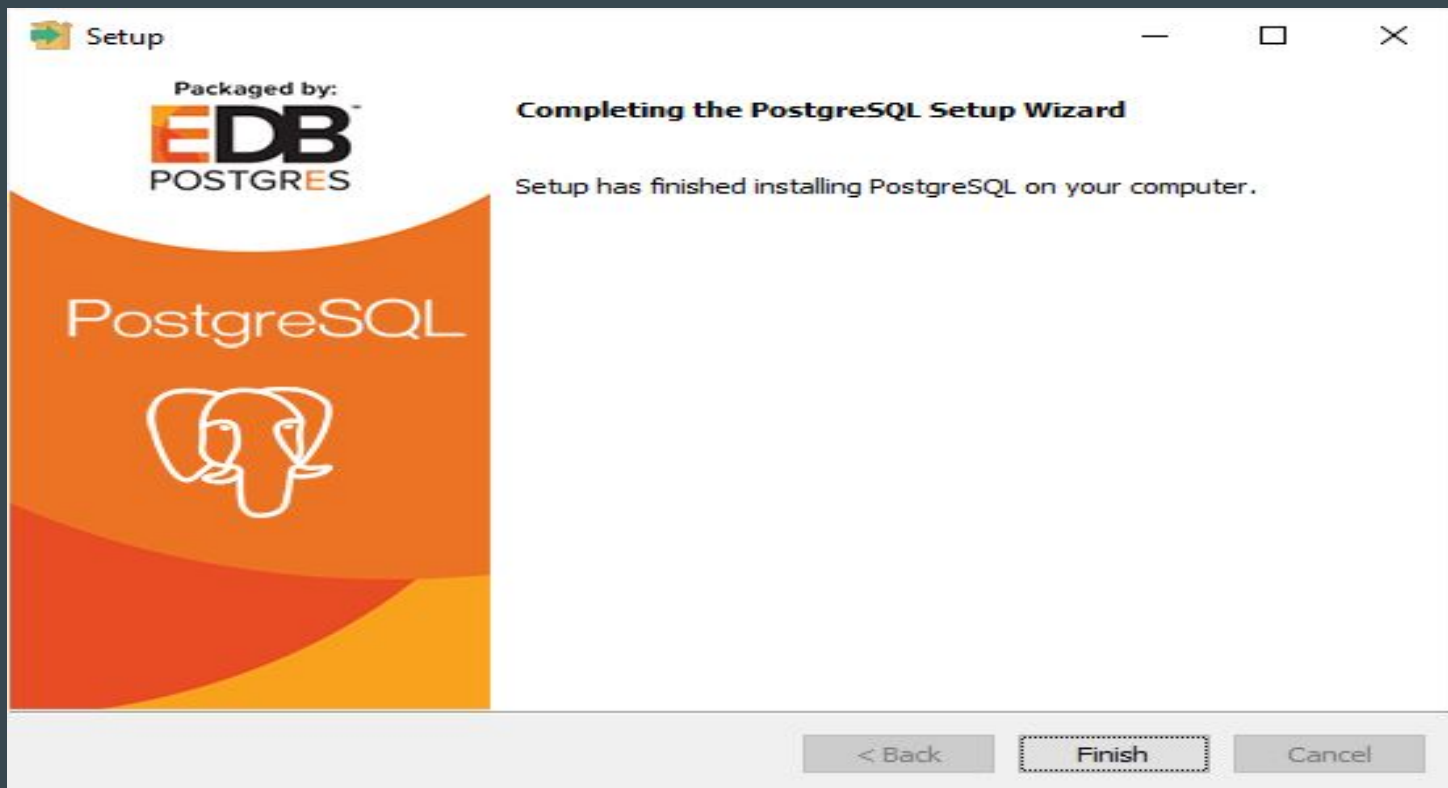 Setup
Packaged by:
EDB™
POSTGRES
PostgreSQL
Completing the PostgreSQL Setup Wizard
Setup has finished installing PostgreSQL on your computer.
< Back
Finish
Cancel